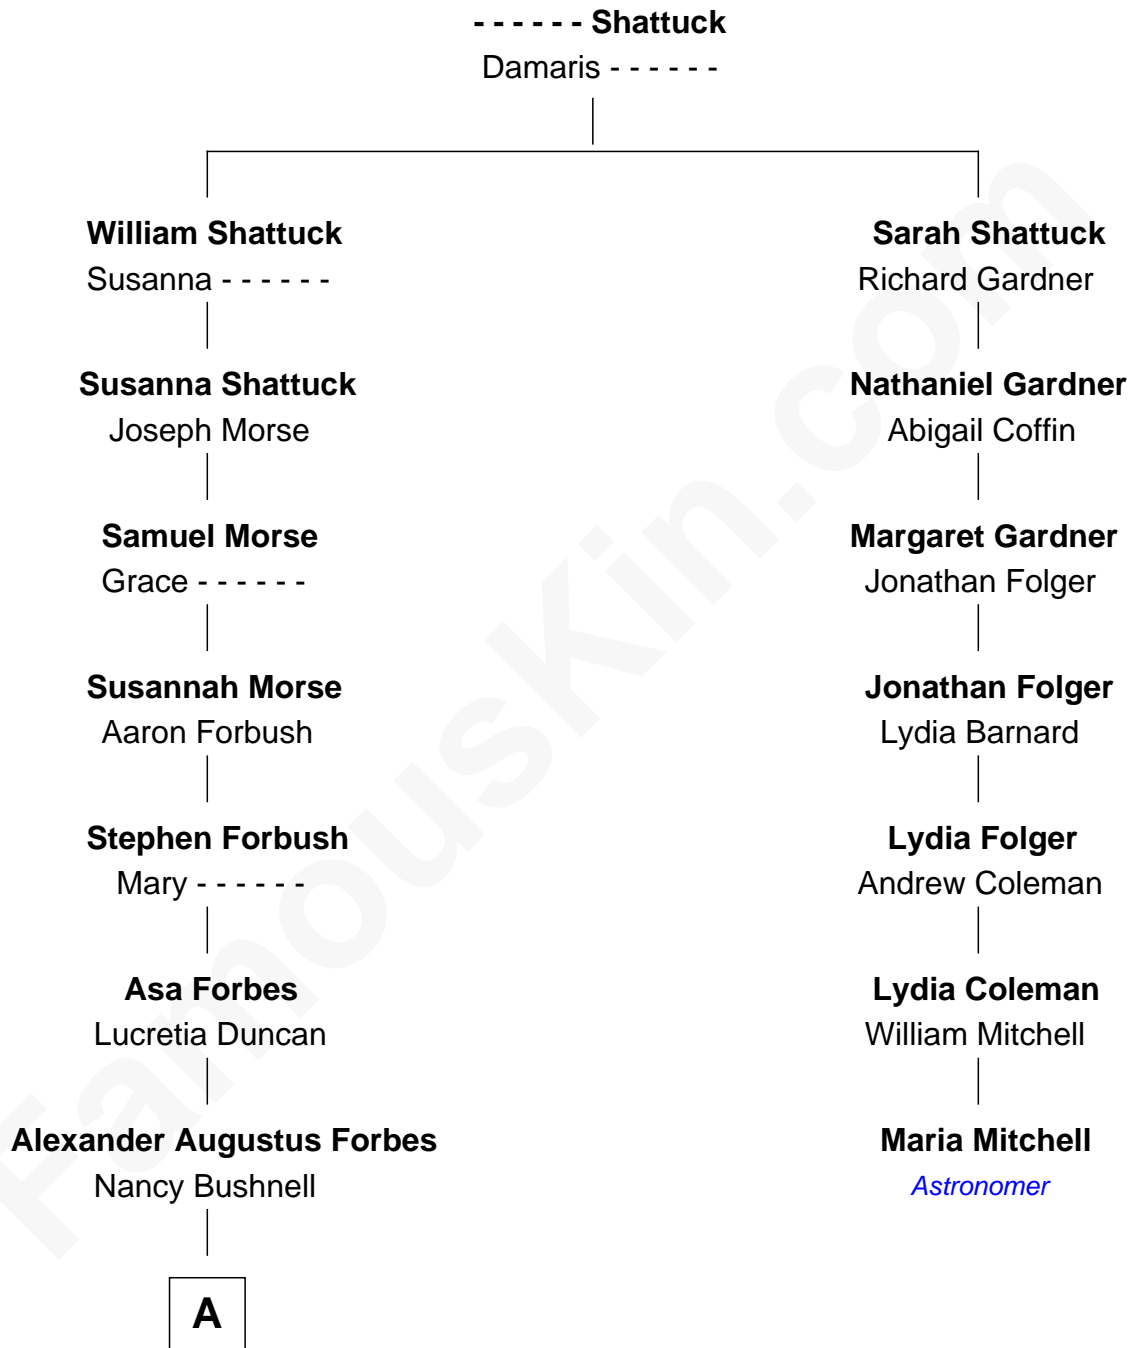 - - - - - - Shattuck
Damaris - - - - - -
William Shattuck
Susanna - - - - - -
Sarah Shattuck
Richard Gardner
Susanna Shattuck
Joseph Morse
Nathaniel Gardner
Abigail Coffin
Samuel Morse
Grace - - - - - -
Margaret Gardner
Jonathan Folger
Susannah Morse
Aaron Forbush
Jonathan Folger
Lydia Barnard
Stephen Forbush
Mary - - - - - -
Lydia Folger
Andrew Coleman
Asa Forbes
Lucretia Duncan
Lydia Coleman
William Mitchell
Alexander Augustus Forbes
Nancy Bushnell
Maria Mitchell
Astronomer
A
FamousKin.com